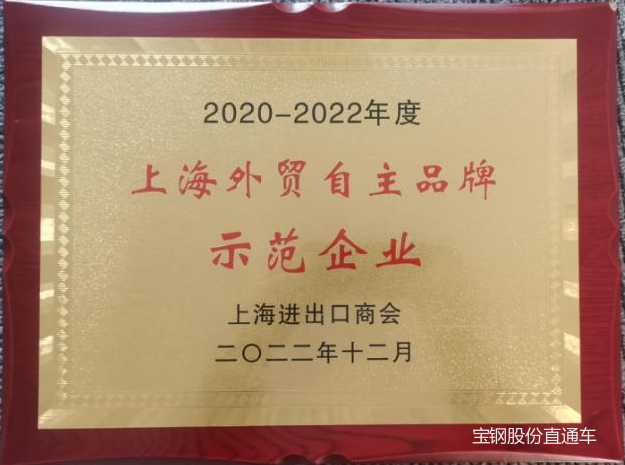 2020-2022年度
上海外贸自主品牌
示范企业
上海进出口商会
二〇二二年十二月
宝钢股份直通车